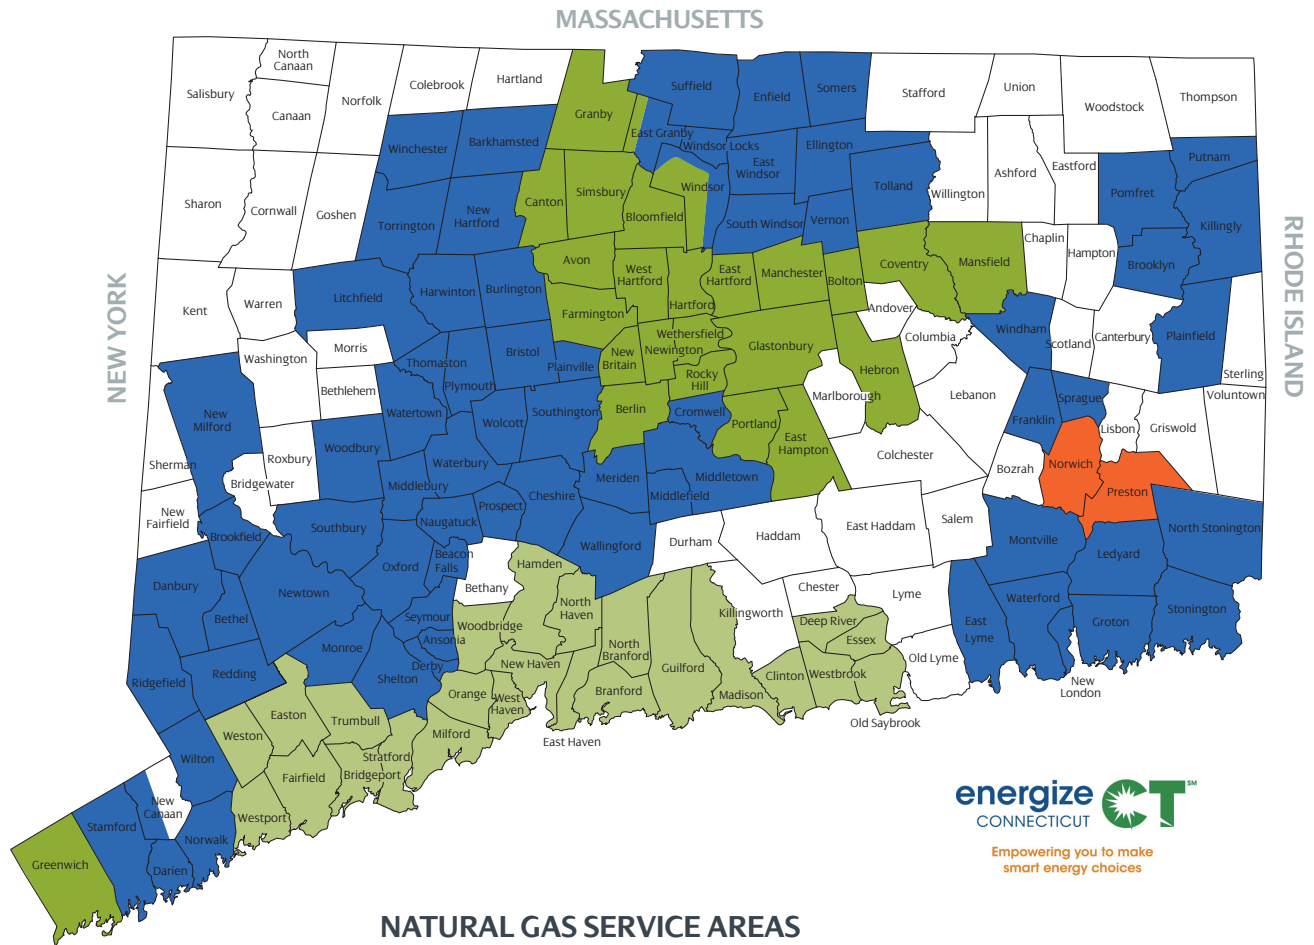 MASSACHUSETTS
NEW YORK
RHODE ISLAND
Salisbury
North
Canaan
Canaan
Norfolk
Colebrook
Hartland
Granby
Suffield
Enfield
Somers
Stafford
Union
Woodstock
Thompson
Winchester
Barkhamsted
East Granby
Windsor Locks
East
Windsor
Ellington
Tolland
Willington
Ashford
Eastford
Pomfret
Putnam
Killingly
Sharon
Cornwall
Goshen
Torrington
New
Hartford
Canton
Simsbury
Bloomfield
Windsor
South Windsor
Vernon
Coventry
Mansfield
Chaplin
Hampton
Brooklyn
Kent
Warren
Litchfield
Harwinton
Burlington
Avon
West
Hartford
East
Hartford
Manchester
Bolton
Andover
Hartford
Farmington
Wethersfield
Newington
New
Britain
Rocky
Hill
Glastonbury
Hebron
Columbia
Windham
Scotland
Canterbury
Plainfield
Sterling
Washington
Morris
Bethlehem
Thomaston
Plymouth
Bristol
Plainville
Watertown
Wolcott
Southington
Berlin
Cromwell
Portland
East
Hampton
Marlborough
Lebanon
Franklin
Sprague
Lisbon
Griswold
Voluntown
New
Milford
Sherman
Roxbury
Bridgewater
Woodbury
Waterbury
Middlebury
Cheshire
Meriden
Middlefield
Middletown
Colchester
Bozrah
Norwich
Preston
New
Fairfield
Brookfield
Southbury
Naugatuck
Prospect
Wallingford
Durham
Haddam
East Haddam
Salem
Montville
Ledyard
North Stonington
Danbury
Bethel
Newtown
Oxford
Beacon
Falls
Bethany
Hamden
North
Haven
Killingworth
Chester
Lyme
East
Lyme
Waterford
Groton
Stonington
Ridgefield
Redding
Monroe
Seymour
Ansonia
Derby
Shelton
Woodbridge
New Haven
North
Branford
Guilford
Madison
Deep River
Essex
Clinton
Westbrook
Old Lyme
New
London
Old Saybrook
Orange
West
Haven
Branford
East Haven
Milford
Weston
Easton
Trumbull
Stratford
Bridgeport
Fairfield
Westport
Wilton
New
Canaan
Norwalk
Stamford
Darien
Greenwich
energize CT SM
CONNECTICUT
Empowering you to make
smart energy choices
NATURAL GAS SERVICE AREAS